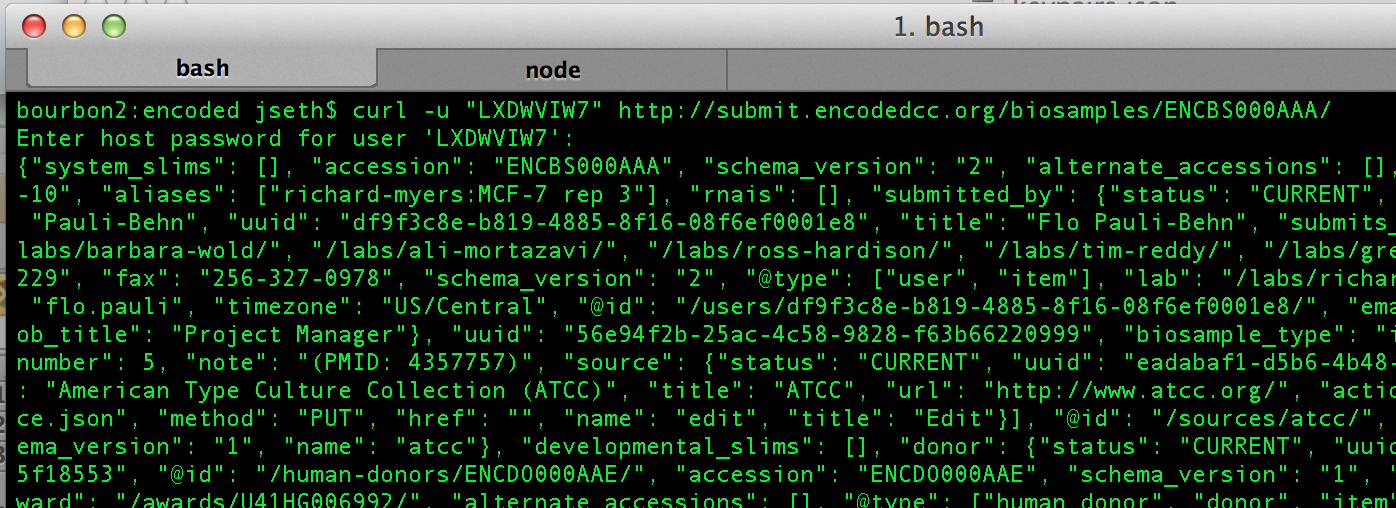 keypairs.json
1. bash
bash
node
bourbon2:encoded jseth$ curl -u "LXDWVIW7" http://submit.encodedcc.org/biosamples/ENCBS000AAA/
Enter host password for user 'LXDWVIW7':
{"system_slims": [], "accession": "ENCBS000AAA", "schema_version": "2", "alternate_accessions": [],
-10", "aliases": ["richard-myers:MCF-7 rep 3"], "rnais": [], "submitted_by": {"status": "CURRENT",
"Pauli-Behn", "uuid": "df9f3c8e-b819-4885-8f16-08f6ef0001e8", "title": "Flo Pauli-Behn", "submits_
labs/barbara-wold/", "/labs/ali-mortazavi/", "/labs/ross-hardison/", "/labs/tim-reddy/", "/labs/gre
229", "fax": "256-327-0978", "schema_version": "2", "@type": ["user", "item"], "lab": "/labs/richar
"flo.pauli", "timezone": "US/Central", "@id": "/users/df9f3c8e-b819-4885-8f16-08f6ef0001e8/", "ema
ob_title": "Project Manager"}, "uuid": "56e94f2b-25ac-4c58-9828-f63b66220999", "biosample_type": "i
number": 5, "note": "(PMID: 4357757)", "source": {"status": "CURRENT", "uuid": "eadabaf1-d5b6-4b48-
: "American Type Culture Collection (ATCC)", "title": "ATCC", "url": "http://www.atcc.org/", "actio
ce.json", "method": "PUT", "href": "", "name": "edit", "title": "Edit"}], "@id": "/sources/atcc/",
ema_version": "1", "name": "atcc"}, "developmental_slims": [], "donor": {"status": "CURRENT", "uuid
5f18553", "@id": "/human-donors/ENCDO000AAE/", "accession": "ENCDO000AAE", "schema_version": "1",
ward": "/awards/U41HG006992/", "alternate_accessions": [], "@type": ["human_donor", "donor", "item"